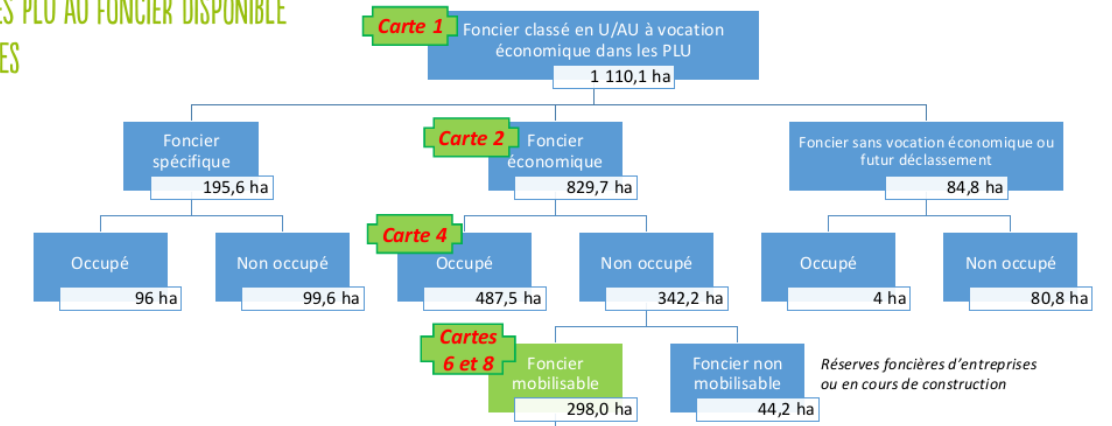 ES PLU AU FONCIER DISPONIBLE
ES
Carte 1
Foncier classé en U/AU à vocation
économique dans les PLU
1 110,1 ha
Foncier
spécifique
195,6 ha
Carte 2
Foncier
économique
829,7 ha
Foncier sans vocation économique ou
futur déclassement
84,8 ha
Occupé
96 ha
Non occupé
99,6 ha
Carte 4
Occupé
487,5 ha
Non occupé
342,2 ha
Occupé
4 ha
Non occupé
80,8 ha
Cartes
6 et 8
Foncier
mobilisable
298,0 ha
Foncier non
mobilisable
44,2 ha
Réserves foncières d’entreprises
ou en cours de construction